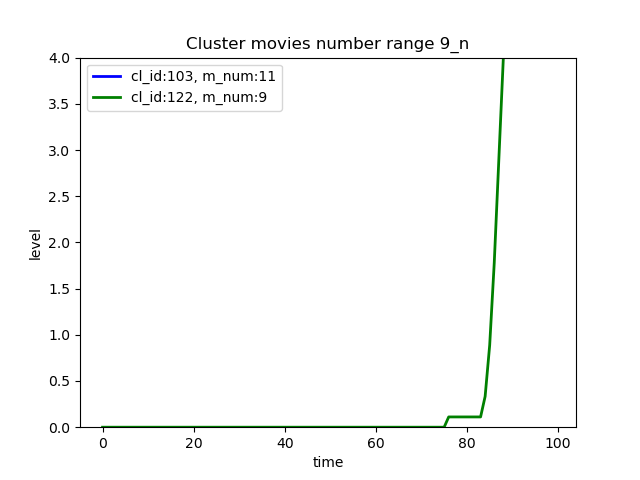 Cluster movies number range 9_n
cl_id:103, m_num:11
cl_id:122, m_num:9
4.0
3.5
3.0
2.5
2.0
1.5
1.0
0.5
0.0
level
0 20 40 60 80 100
time